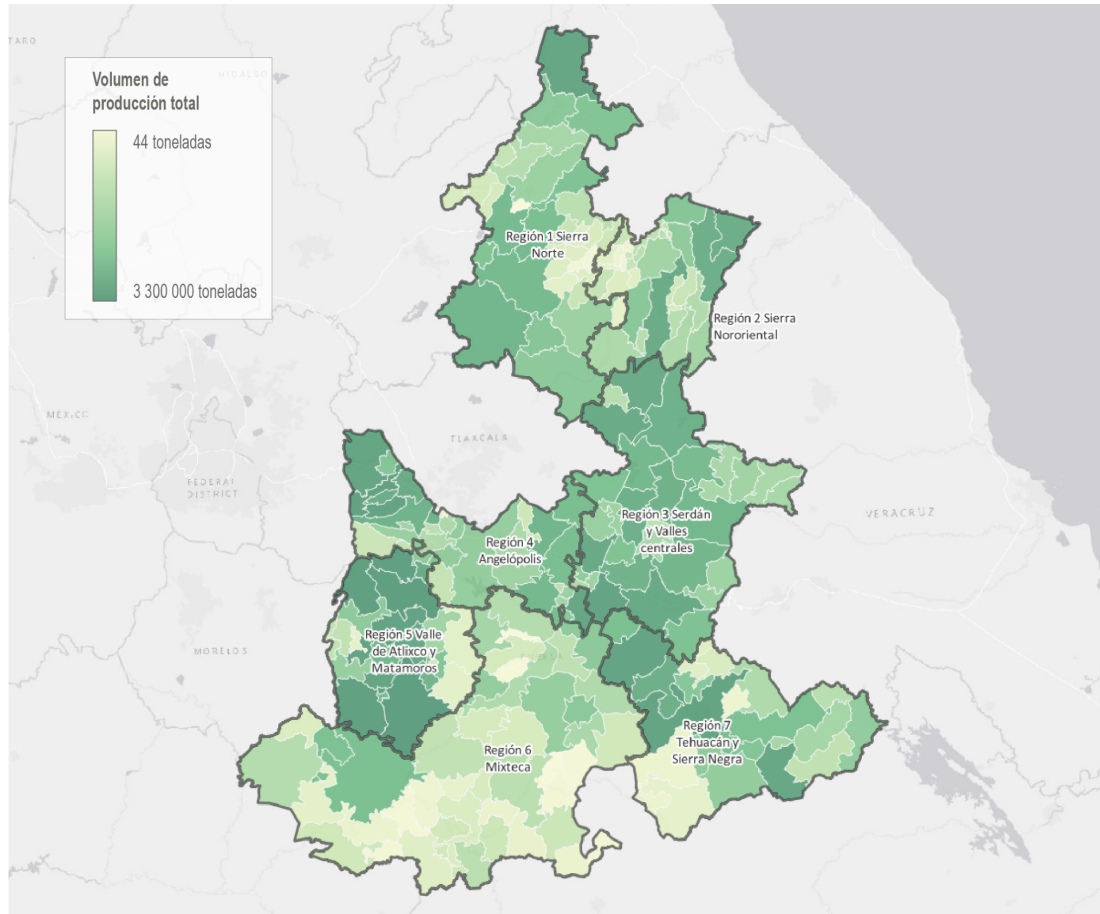 TARO
HIDALGO
Volumen de
producción total
44 toneladas
3 300 000 toneladas
Región 1 Sierra
Norte
Región 2 Sierra
Nororiental
MÉXICO
TLAXCALA
FEDERAL
DISTRICT
Región 3 Serdán
y Valles
centrales
VERACRUZ
Región 4
Angelópolis
Región 5 Valle
de Atlixco y
Matamoros
MORELOS
Región 6
Mixteca
Región 7
Tehuacán y
Sierra Negra